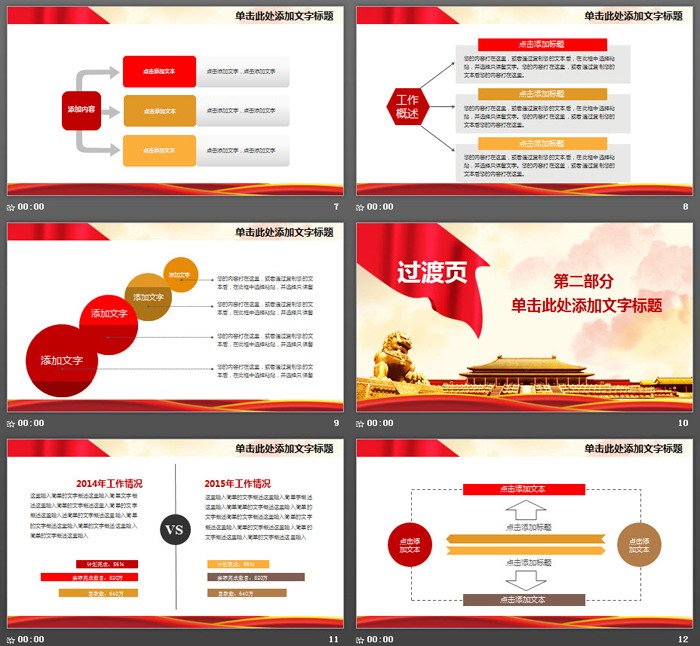 单击此处添加文字标题
添加内容
点击添加文本
点击添加文字,点击添加文字
点击添加文本
点击添加文字,点击添加文字
点击添加文本
点击添加文字,点击添加文字
00:00
7
单击此处添加文字标题
工作
概述
点击添加标题
您的内容打在这里,或者通过复制您的文本后,在此框中选择粘
贴,并选择只保留文字。您的内容打在这里,或者通过复制您的
文本后您的内容打在这里。
点击添加标题
您的内容打在这里,或者通过复制您的文本后,在此框中选择粘
贴,并选择只保留文字。您的内容打在这里,或者通过复制您的
文本后您的内容打在这里。
点击添加标题
您的内容打在这里,或者通过复制您的文本后,在此框中选择粘
贴,并选择只保留文字。您的内容打在这里,或者通过复制您的
文本后您的内容打在这里。
00:00
8
单击此处添加文字标题
添加文字
添加文字
添加文字
添加文字
您的内容打在这里,或者通过复制您的文
本后,在此框中选择粘贴,并选择只保留
您的内容打在这里,或者通过复制您的文
本后,在此框中选择粘贴,并选择只保留
您的内容打在这里,或者通过复制您的文
本后,在此框中选择粘贴,并选择只保留
您的内容打在这里,或者通过复制您的文
本后,在此框中选择粘贴,并选择只保留
00:00
9
过渡页
第二部分
单击此处添加文字标题
00:00
10
单击此处添加文字标题
2014年工作情况
这里输入简单的文字概述这里输入简单文字概
述这里输入简单的文字概述这里输入简单的文字
概述这里输入述简单的文字概述这里输入简单
的文字概述这里输入简单的文字概述这里输入
简单的文字概述这里输入
VS
2015年工作情况
这里输入简单的文字概述这里输入简单字概述
这里输入简单的文字概述这里输入简单的
文字概述这里输入简单的文字概述这里输入简
单的文字概述这里输入简单的文字概述这里输入简单的
文字概述这里输入简单的文字概述这里输入
00:00
11
单击此处添加文字标题
点击添加文本
点击添
加文本
点击添加标题
点击添加标题
点击添
加文本
点击添加文本
00:00
12